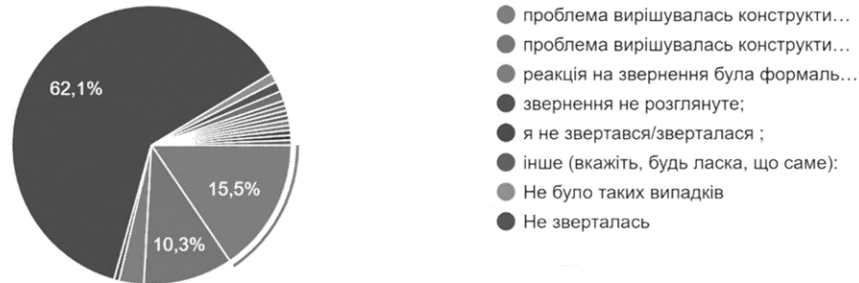 62,1%
15,5%
10,3%
проблема вирішувалась конструкти…
проблема вирішувалась конструкти…
реакція на звернення була формаль…
звернення не розглянуте;
я не звертався/зверталася ;
інше (вкажіть, будь ласка, що саме):
Не було таких випадків
Не зверталась